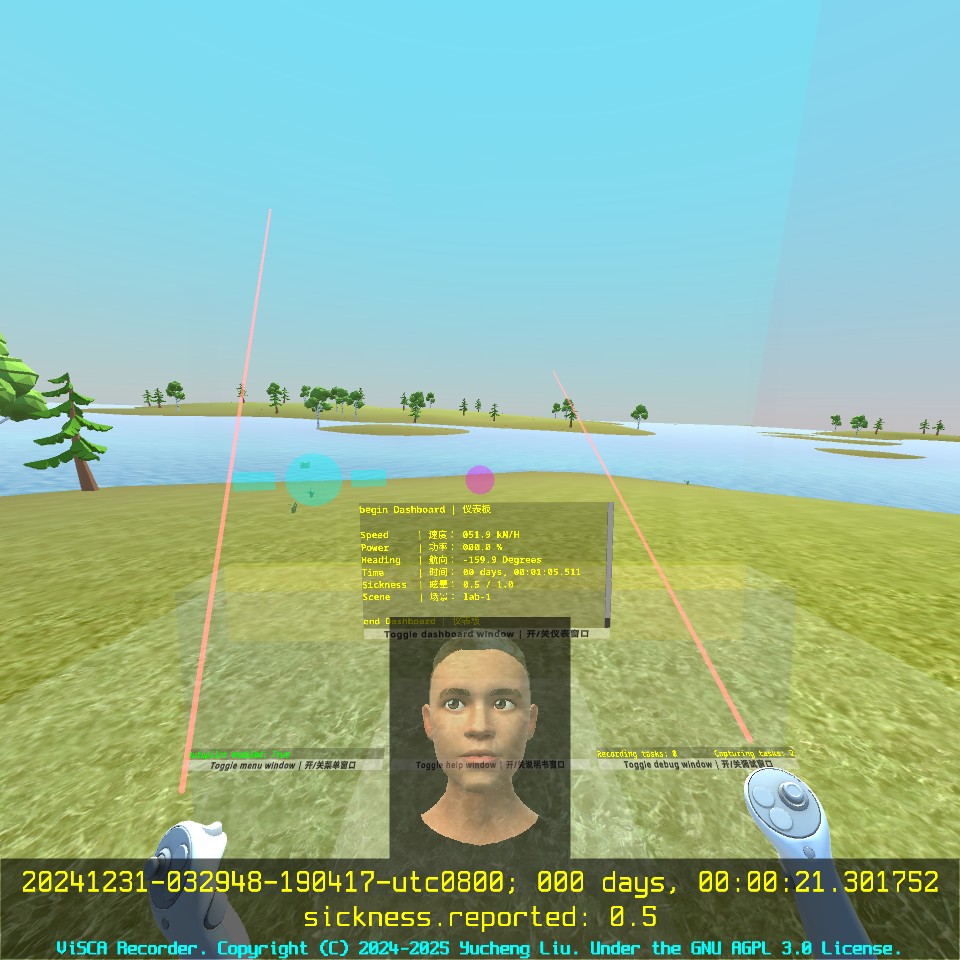 begin Dashboard | 仪表板
Speed | 速度： 051.9 kM/H
Power | 功率： 000.0 %
Heading | 航向： -159.9 Degrees
Time | 时间： 00 days, 00:01:05.511
Sickness | 眩晕： 0.5 / 1.0
Scene | 场景： lab-1
end Dashboard | 仪表板
Toggle dashboard window | 开/关仪表窗口
Recording tasks: 0 Capturing tasks: 2
Toggle menu window | 开/关菜单窗口
Toggle help window | 开/关说明书窗口
Toggle debug window | 开/关调试窗口
20241231-032948-190417-utc0800; 000 days, 00:00:21.301752
sickness.reported: 0.5
ViSCA Recorder. Copyright (C) 2024-2025 Yucheng Liu. Under the GNU AGPL 3.0 License.